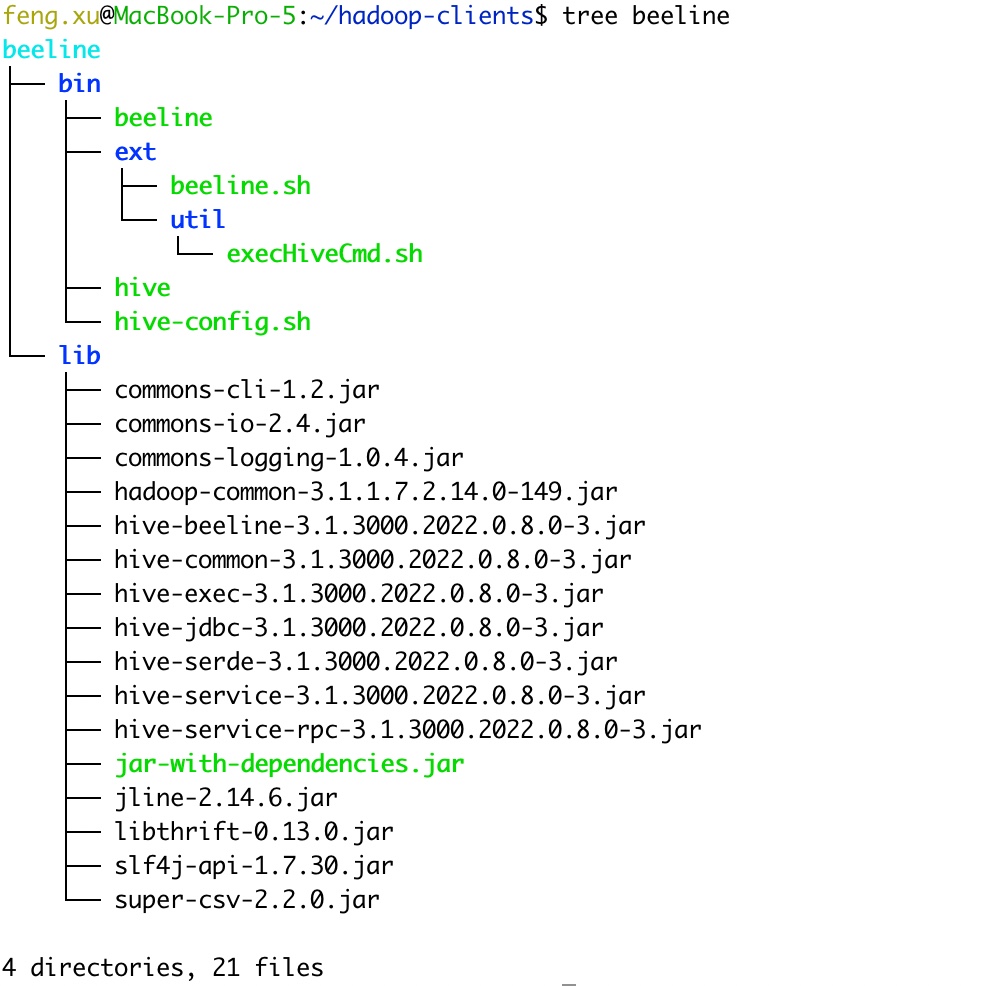 feng.xu@MacBook-Pro-5:~/hadoop-clients$ tree beeline
beeline
├── bin
│   ├── beeline
│   ├── ext
│   │   ├── beeline.sh
│   │   └── util
│   │       └── execHiveCmd.sh
│   ├── hive
│   └── hive-config.sh
└── lib
    ├── commons-cli-1.2.jar
    ├── commons-io-2.4.jar
    ├── commons-logging-1.0.4.jar
    ├── hadoop-common-3.1.1.7.2.14.0-149.jar
    ├── hive-beeline-3.1.3000.2022.0.8.0-3.jar
    ├── hive-common-3.1.3000.2022.0.8.0-3.jar
    ├── hive-exec-3.1.3000.2022.0.8.0-3.jar
    ├── hive-jdbc-3.1.3000.2022.0.8.0-3.jar
    ├── hive-serde-3.1.3000.2022.0.8.0-3.jar
    ├── hive-service-3.1.3000.2022.0.8.0-3.jar
    ├── hive-service-rpc-3.1.3000.2022.0.8.0-3.jar
    ├── jar-with-dependencies.jar
    ├── jline-2.14.6.jar
    ├── libthrift-0.13.0.jar
    ├── slf4j-api-1.7.30.jar
    └── super-csv-2.2.0.jar

4 directories, 21 files